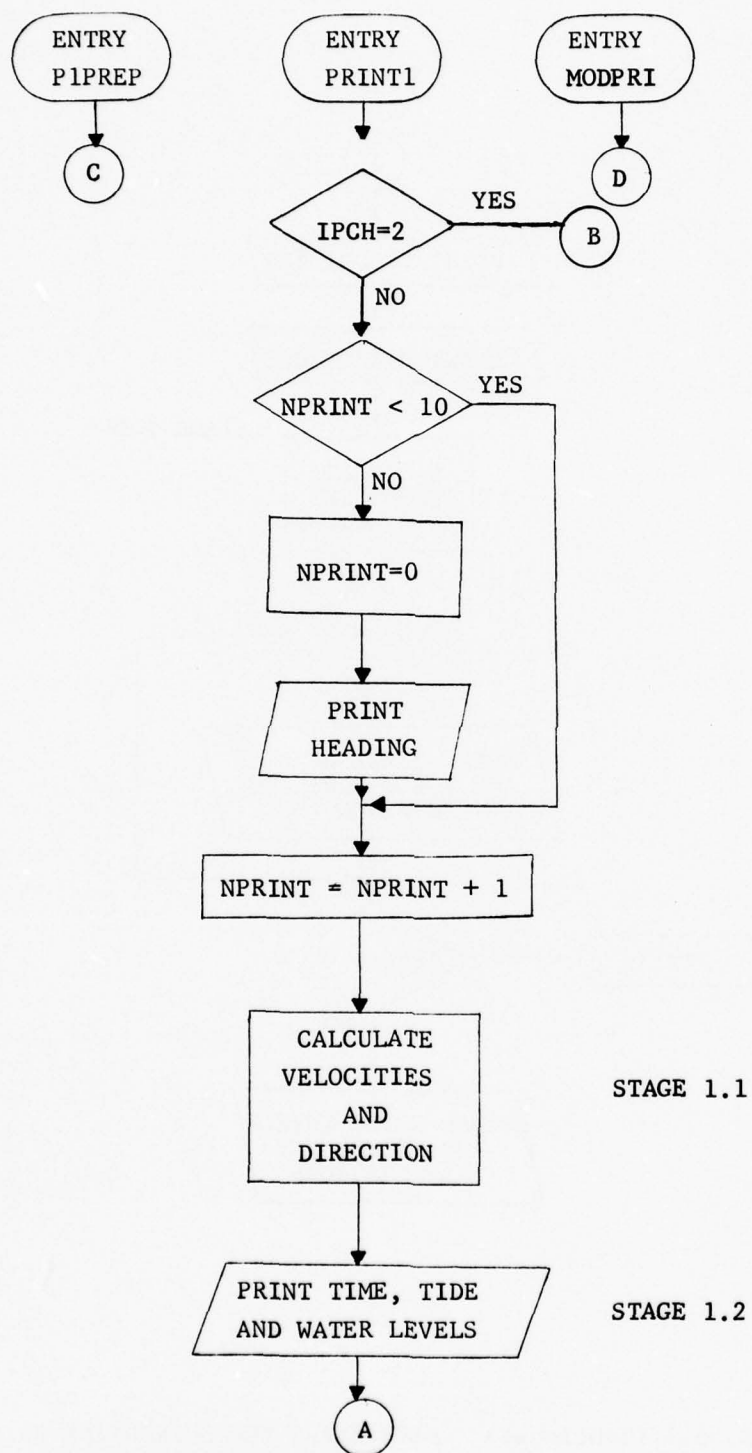 ENTRY
P1PREP
ENTRY
PRINT1
ENTRY
MODPRI
C
D
IPCH=2
YES
B
NO
NPRINT < 10
YES
NO
NPRINT=0
PRINT
HEADING
NPRINT = NPRINT + 1
CALCULATE
VELOCITIES
AND
DIRECTION
STAGE 1.1
PRINT TIME, TIDE
AND WATER LEVELS
STAGE 1.2
A